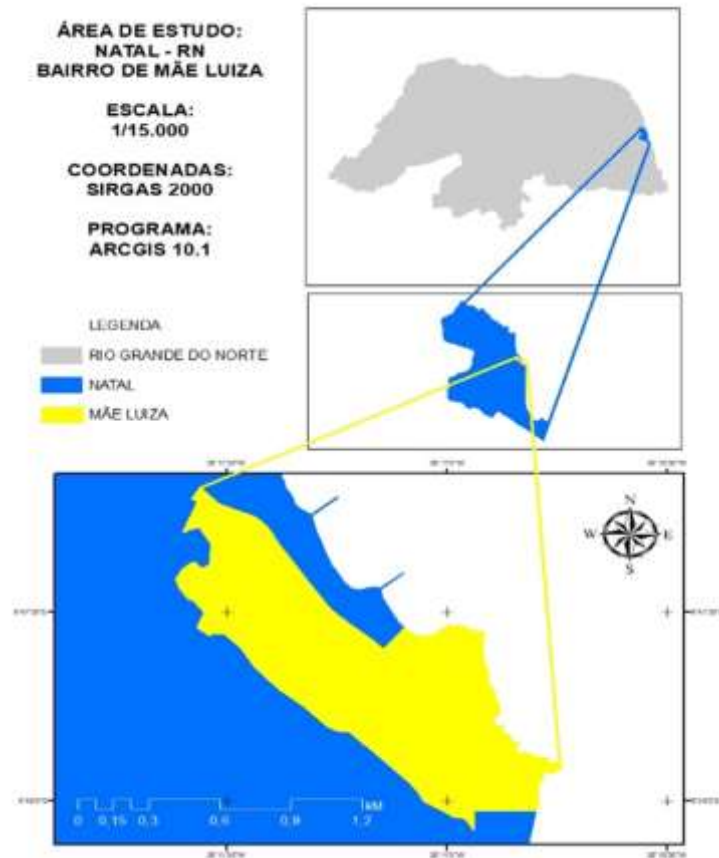 ÁREA DE ESTUDO:
NATAL - RN
BAIRRO DE MÃE LUIZA
ESCALA:
1/15.000
COORDENADAS:
SIRGAS 2000
PROGRAMA:
ARCGIS 10.1
LEGENDA
RIO GRANDE DO NORTE
NATAL
MÃE LUIZA
N
W E
S
KM
0 0,15 0,3 0,6 0,9 1,2